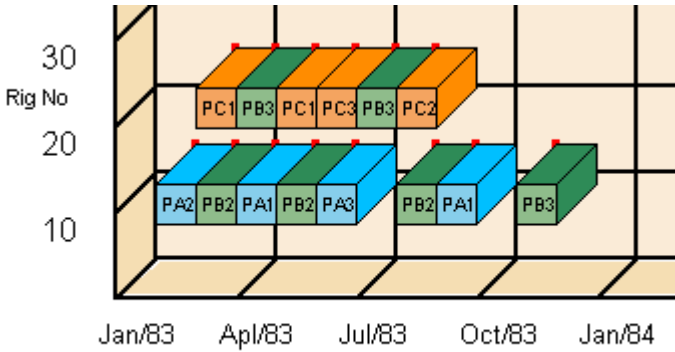 30
Rig No
PC1 PB3 PC1 PC3 PB3 PC2
20
PA2 PB2 PA1 PB2 PA3 PB2 PA1 PB3
10
Jan/83 Apl/83 Jul/83 Oct/83 Jan/84